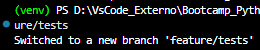 (venv) PS D:\VsCode_Externo\Bootcamp_Pyth
ure/tests
Switched to a new branch 'feature/tests'